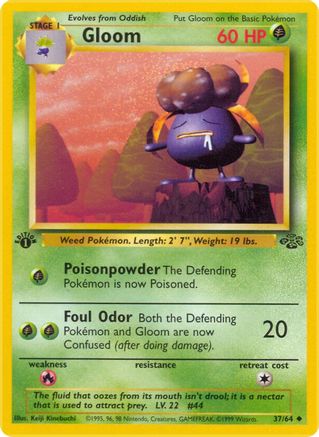 STAGE 1
Evolves from Oddish
Put Gloom on the Basic Pokémon
Gloom
60 HP
EDITION
1
Weed Pokémon. Length: 2' 7", Weight: 19 lbs.
Poisonpowder The Defending
Pokémon is now Poisoned.
Foul Odor Both the Defending
Pokémon and Gloom are now
Confused (after doing damage).
20
weakness
resistance
retreat cost
The fluid that oozes from its mouth isn't drool; it is a nectar
that is used to attract prey. LV. 22 #44
Illus. Keiji Kinebuchi
©1995, 96, 98 Nintendo, Creatures, GAMEFREAK. ©1999 Wizards.
37/64